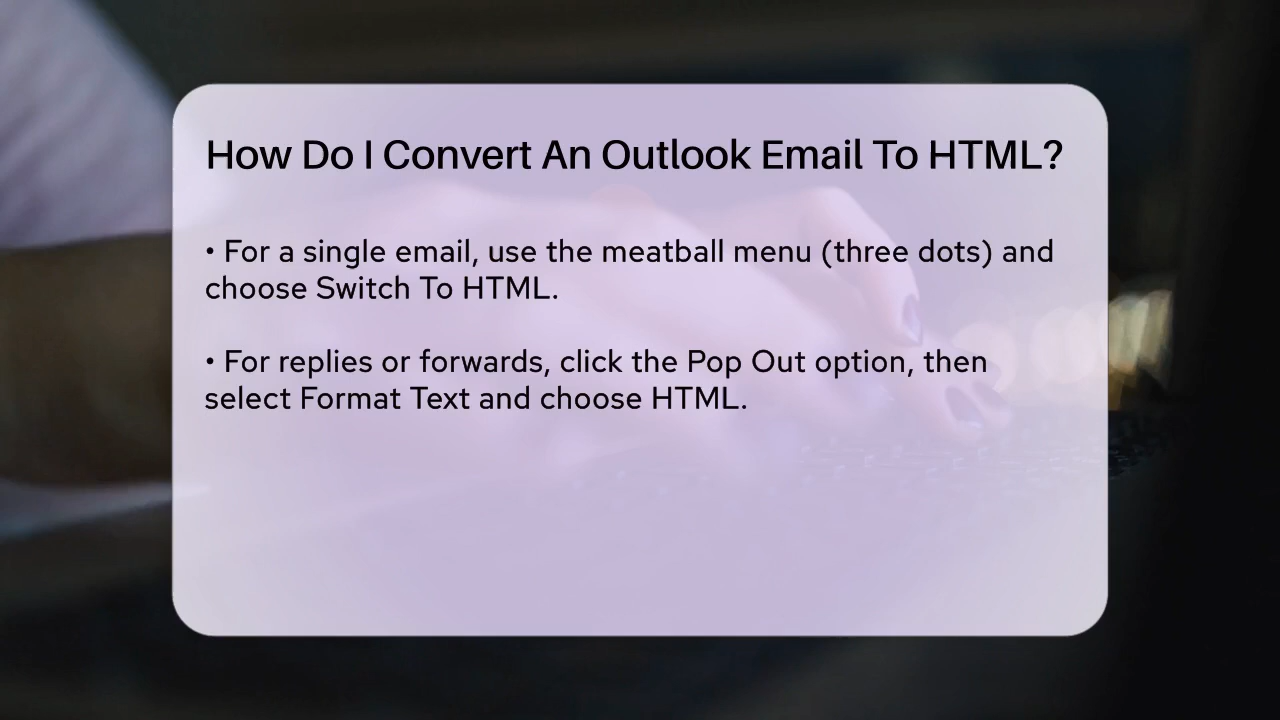 How Do I Convert An Outlook Email To HTML?
• For a single email, use the meatball menu (three dots) and
choose Switch To HTML.
• For replies or forwards, click the Pop Out option, then
select Format Text and choose HTML.